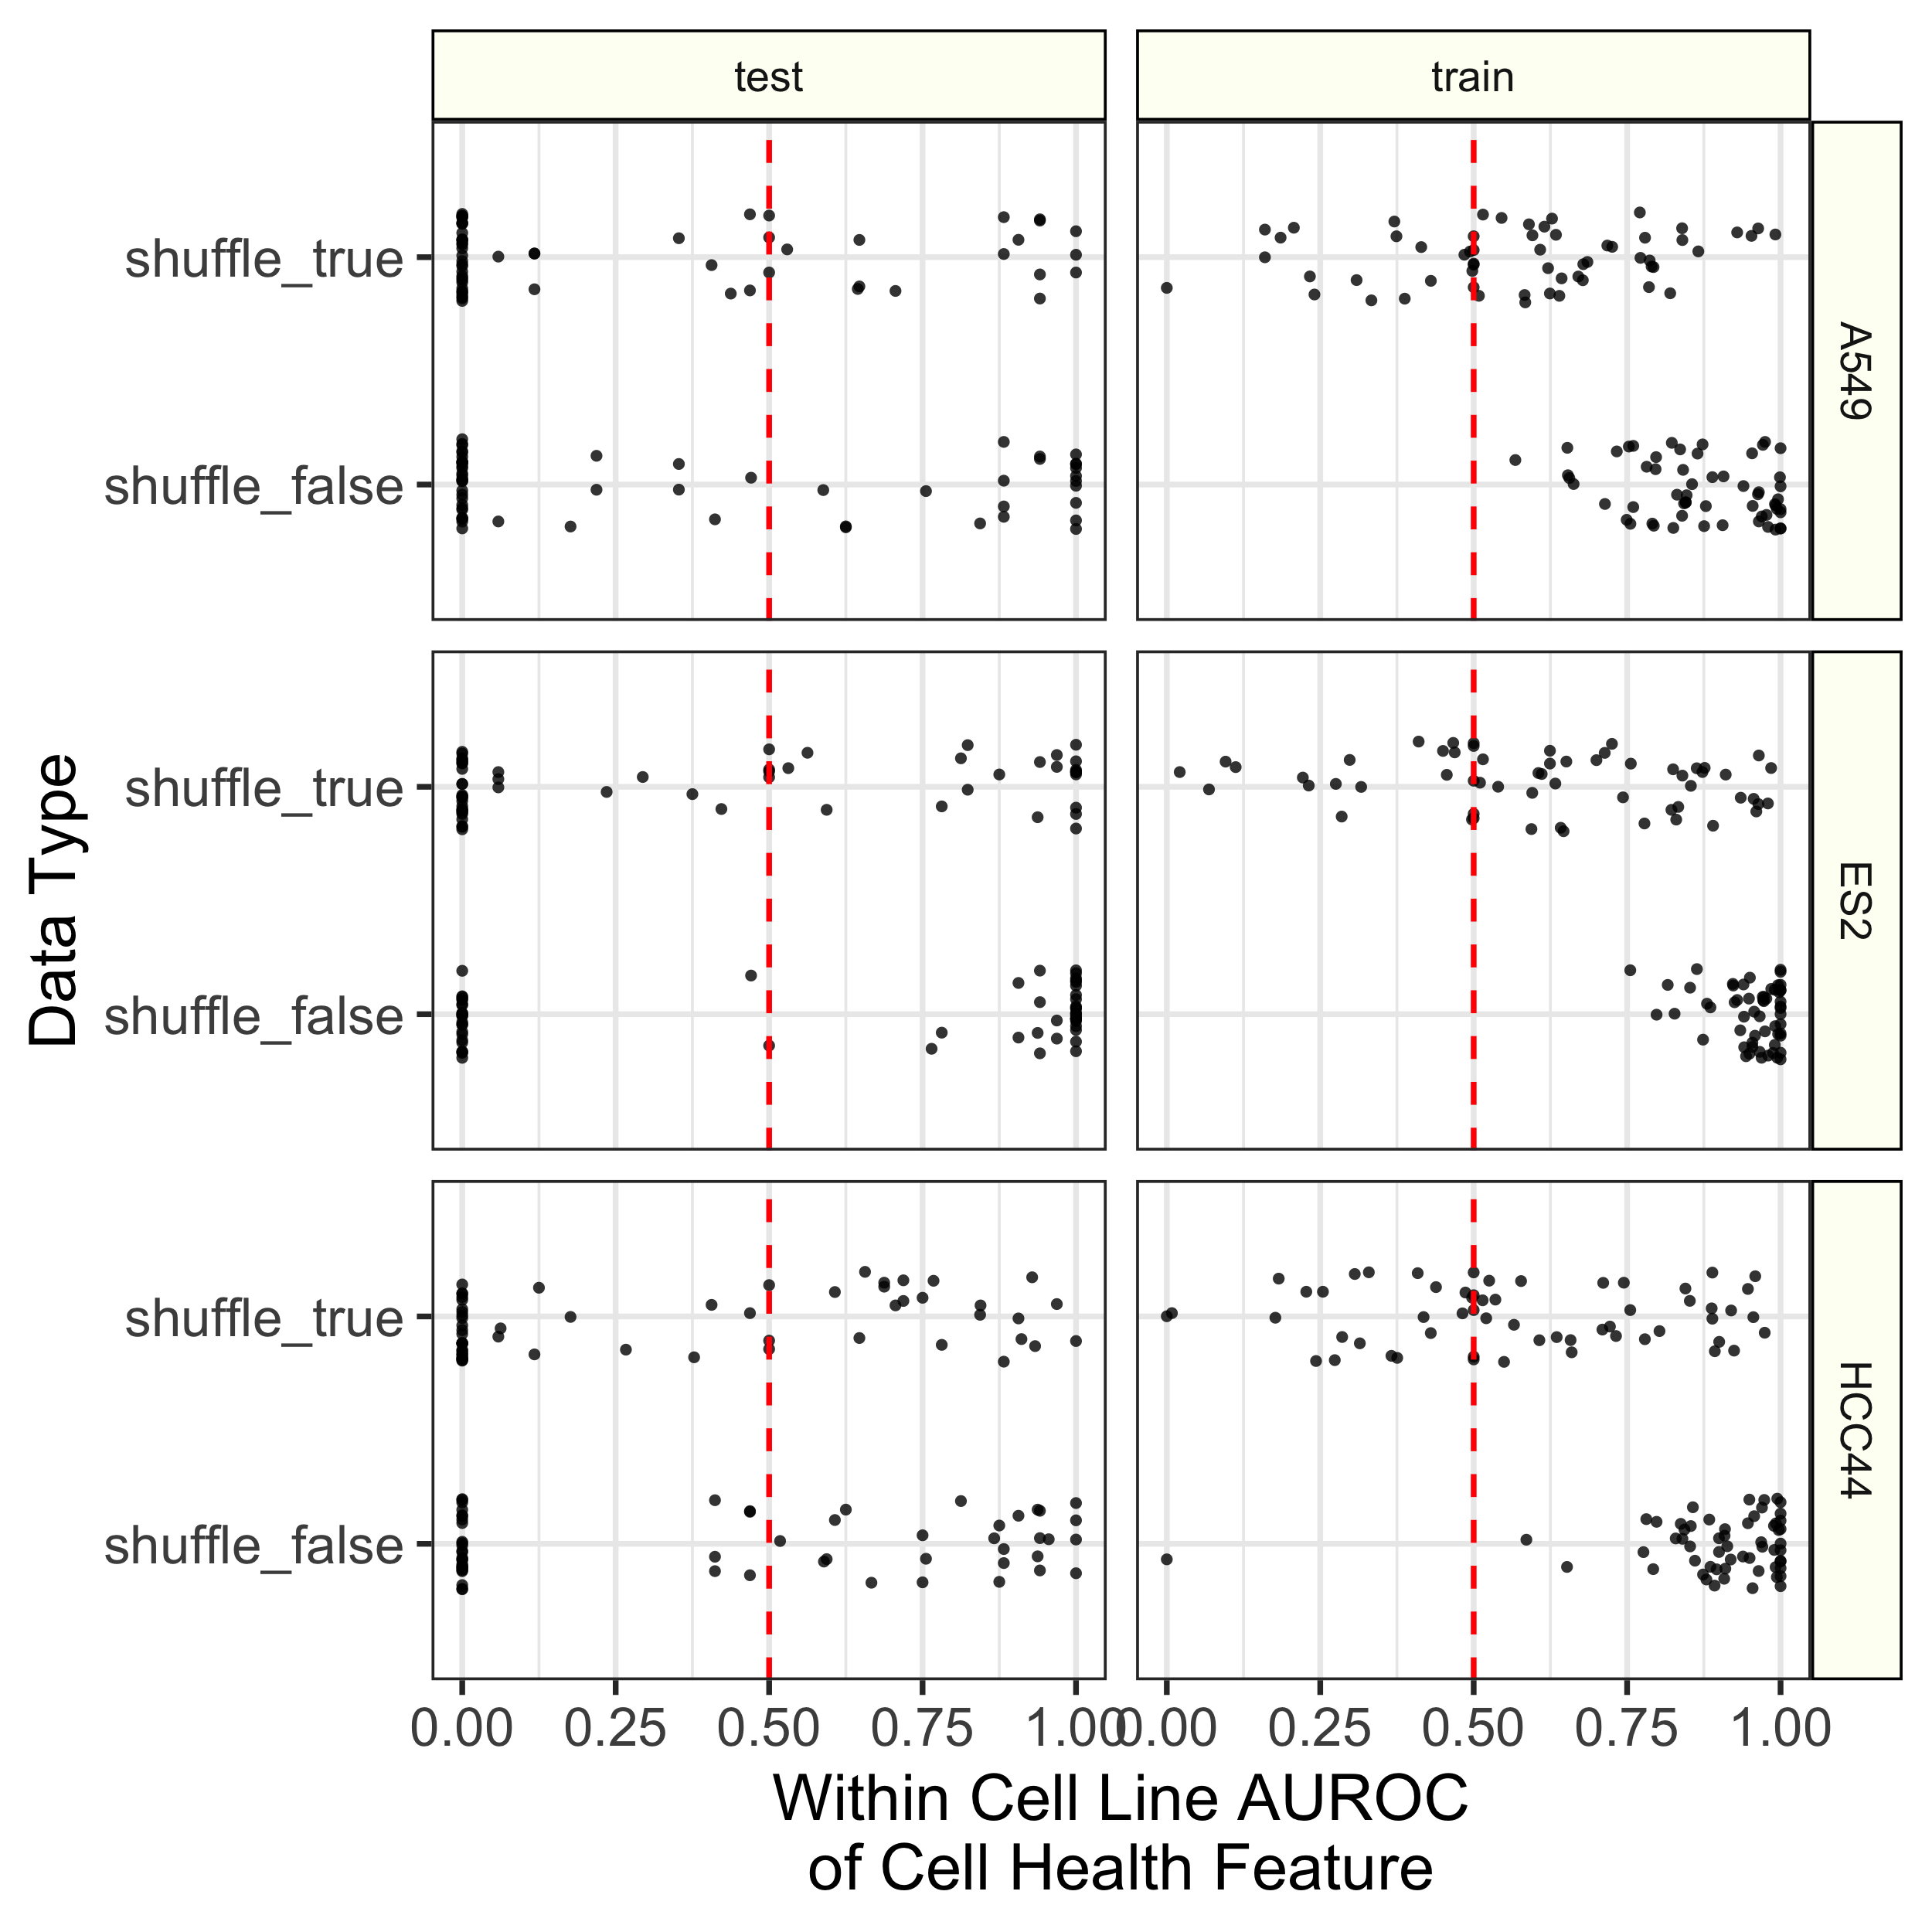 test
train
shuffle_true
shuffle_false
A549
shuffle_true
shuffle_false
ES2
shuffle_true
shuffle_false
HCC44
Data Type
0.00 0.25 0.50 0.75 1.00 0.00 0.25 0.50 0.75 1.00
Within Cell Line AUROC
of Cell Health Feature